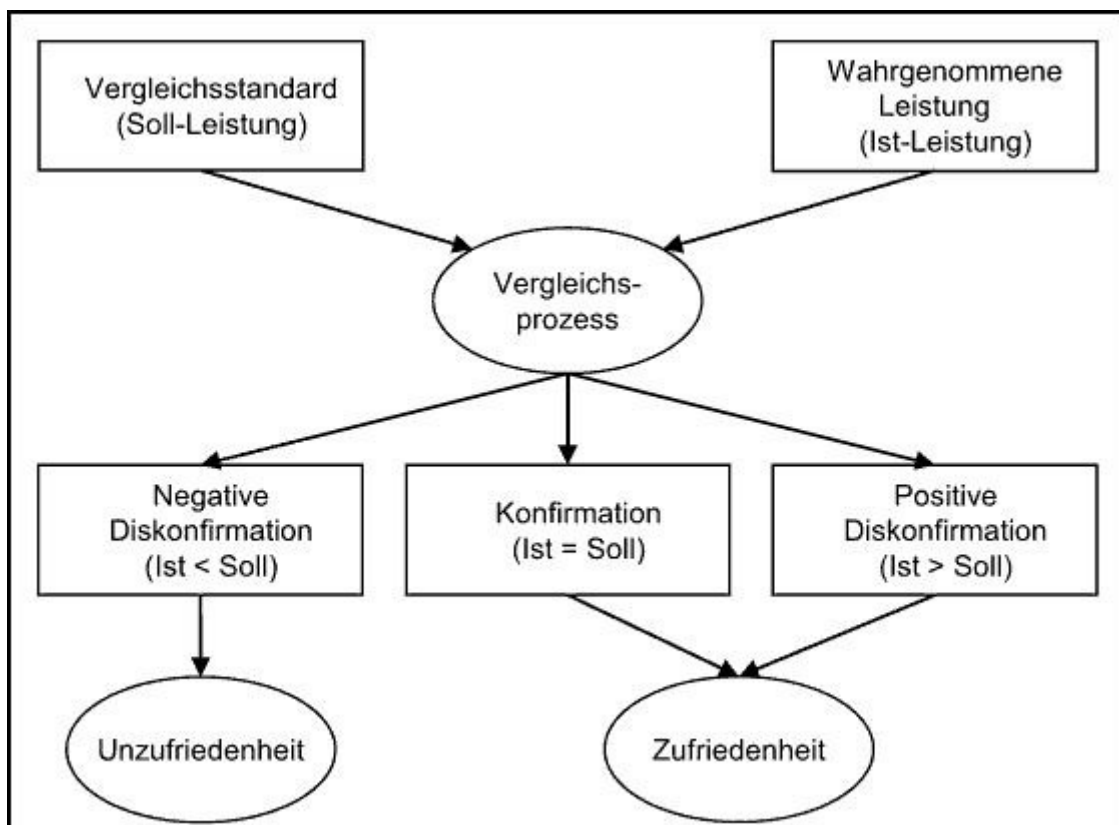 Vergleichsstandard
(Soll-Leistung)
Wahrgenommene
Leistung
(Ist-Leistung)
Vergleichs-
prozess
Negative
Diskonfirmation
(Ist < Soll)
Konfirmation
(Ist = Soll)
Positive
Diskonfirmation
(Ist > Soll)
Unzufriedenheit
Zufriedenheit